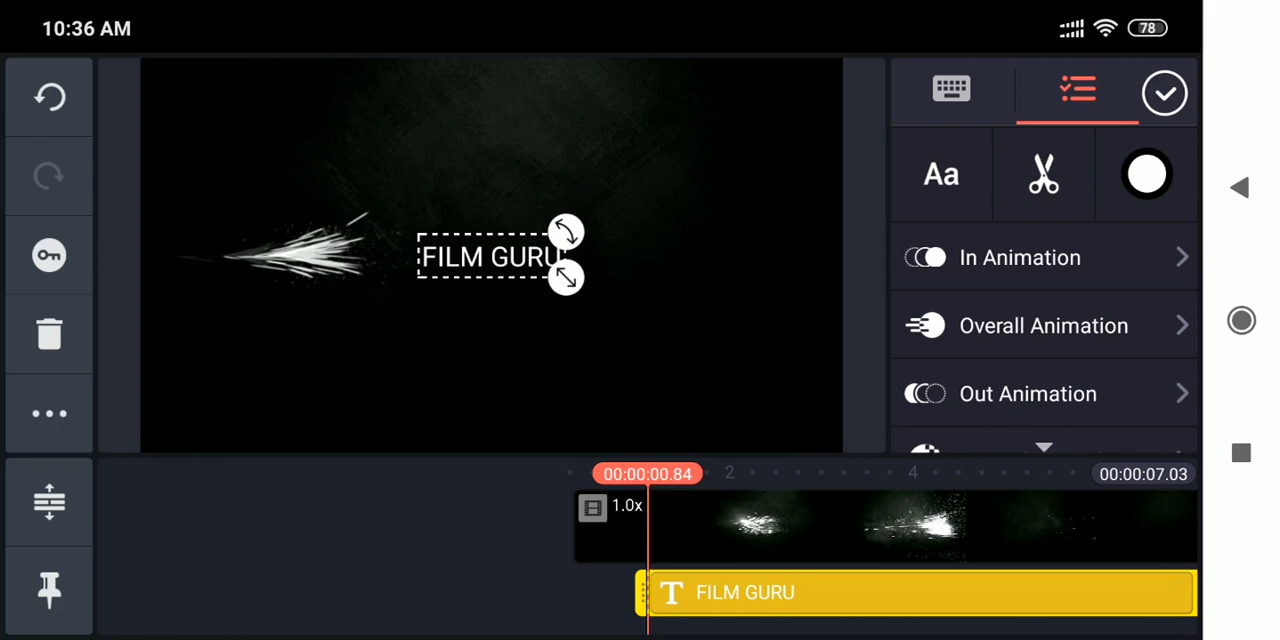 10:36 AM
78
FILM GURU
Aa
In Animation
Overall Animation
Out Animation
00:00:00.84
2
4
00:00:07.03
1.0x
T FILM GURU